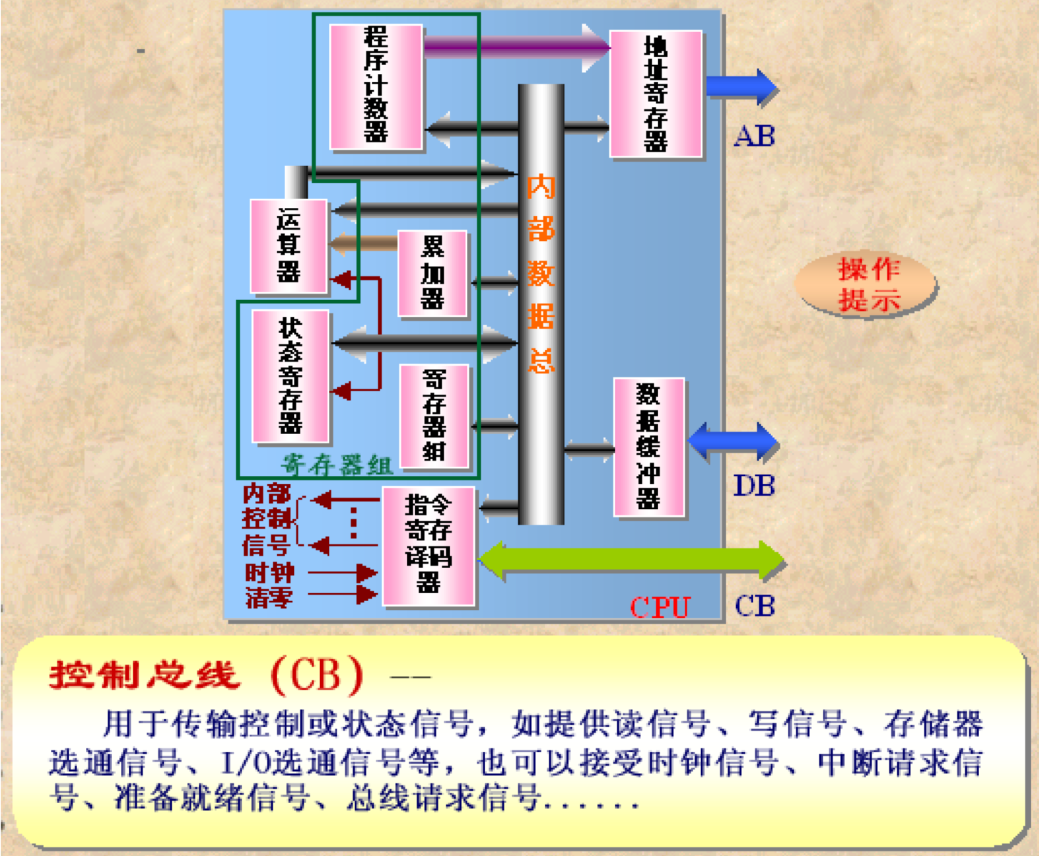 程序计数器
地址寄存器
AB
内部数据总
运算器
累加器
操作
提示
状态寄存器
寄存器组
数据缓冲器
DB
寄存器组
内部
控制
信号
时钟
清零
指令
寄存
译码
器
CPU
CB
控制总线（CB）--
用于传输控制或状态信号，如提供读信号、写信号、存储器
选通信号、I/O选通信号等，也可以接受时钟信号、中断请求信
号、准备就绪信号、总线请求信号......